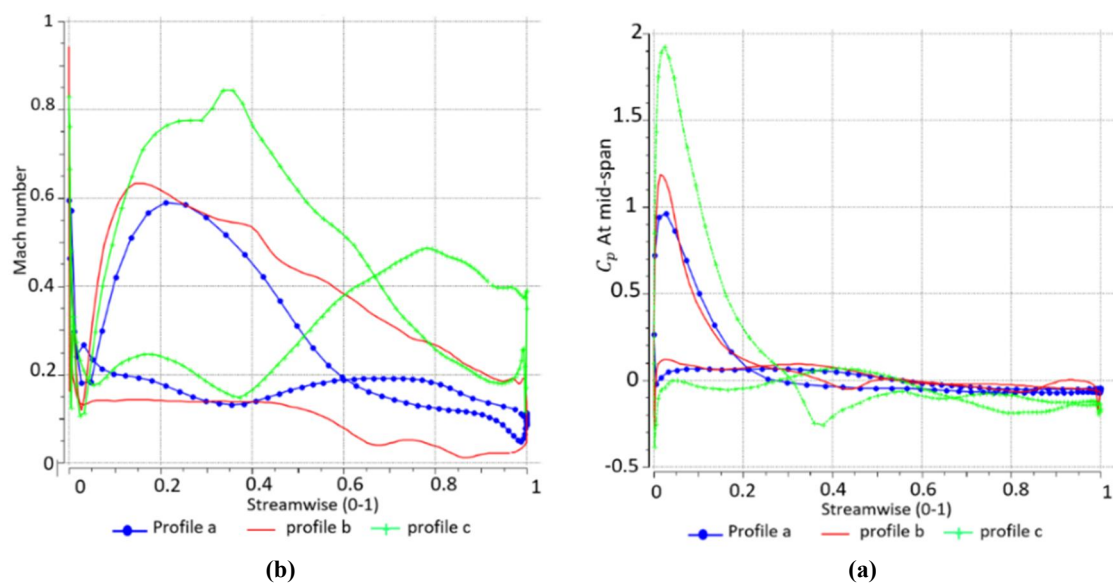 1
0.8
0.6
0.4
0.2
0
Mach number
0 0.2 0.4 0.6 0.8 1
Streamwise (0-1)
Profile a profile b profile c
(b)
2
1.5
1
0.5
0
-0.5
C_p At mid-span
0 0.2 0.4 0.6 0.8 1
Streamwise (0-1)
Profile a profile b profile c
(a)